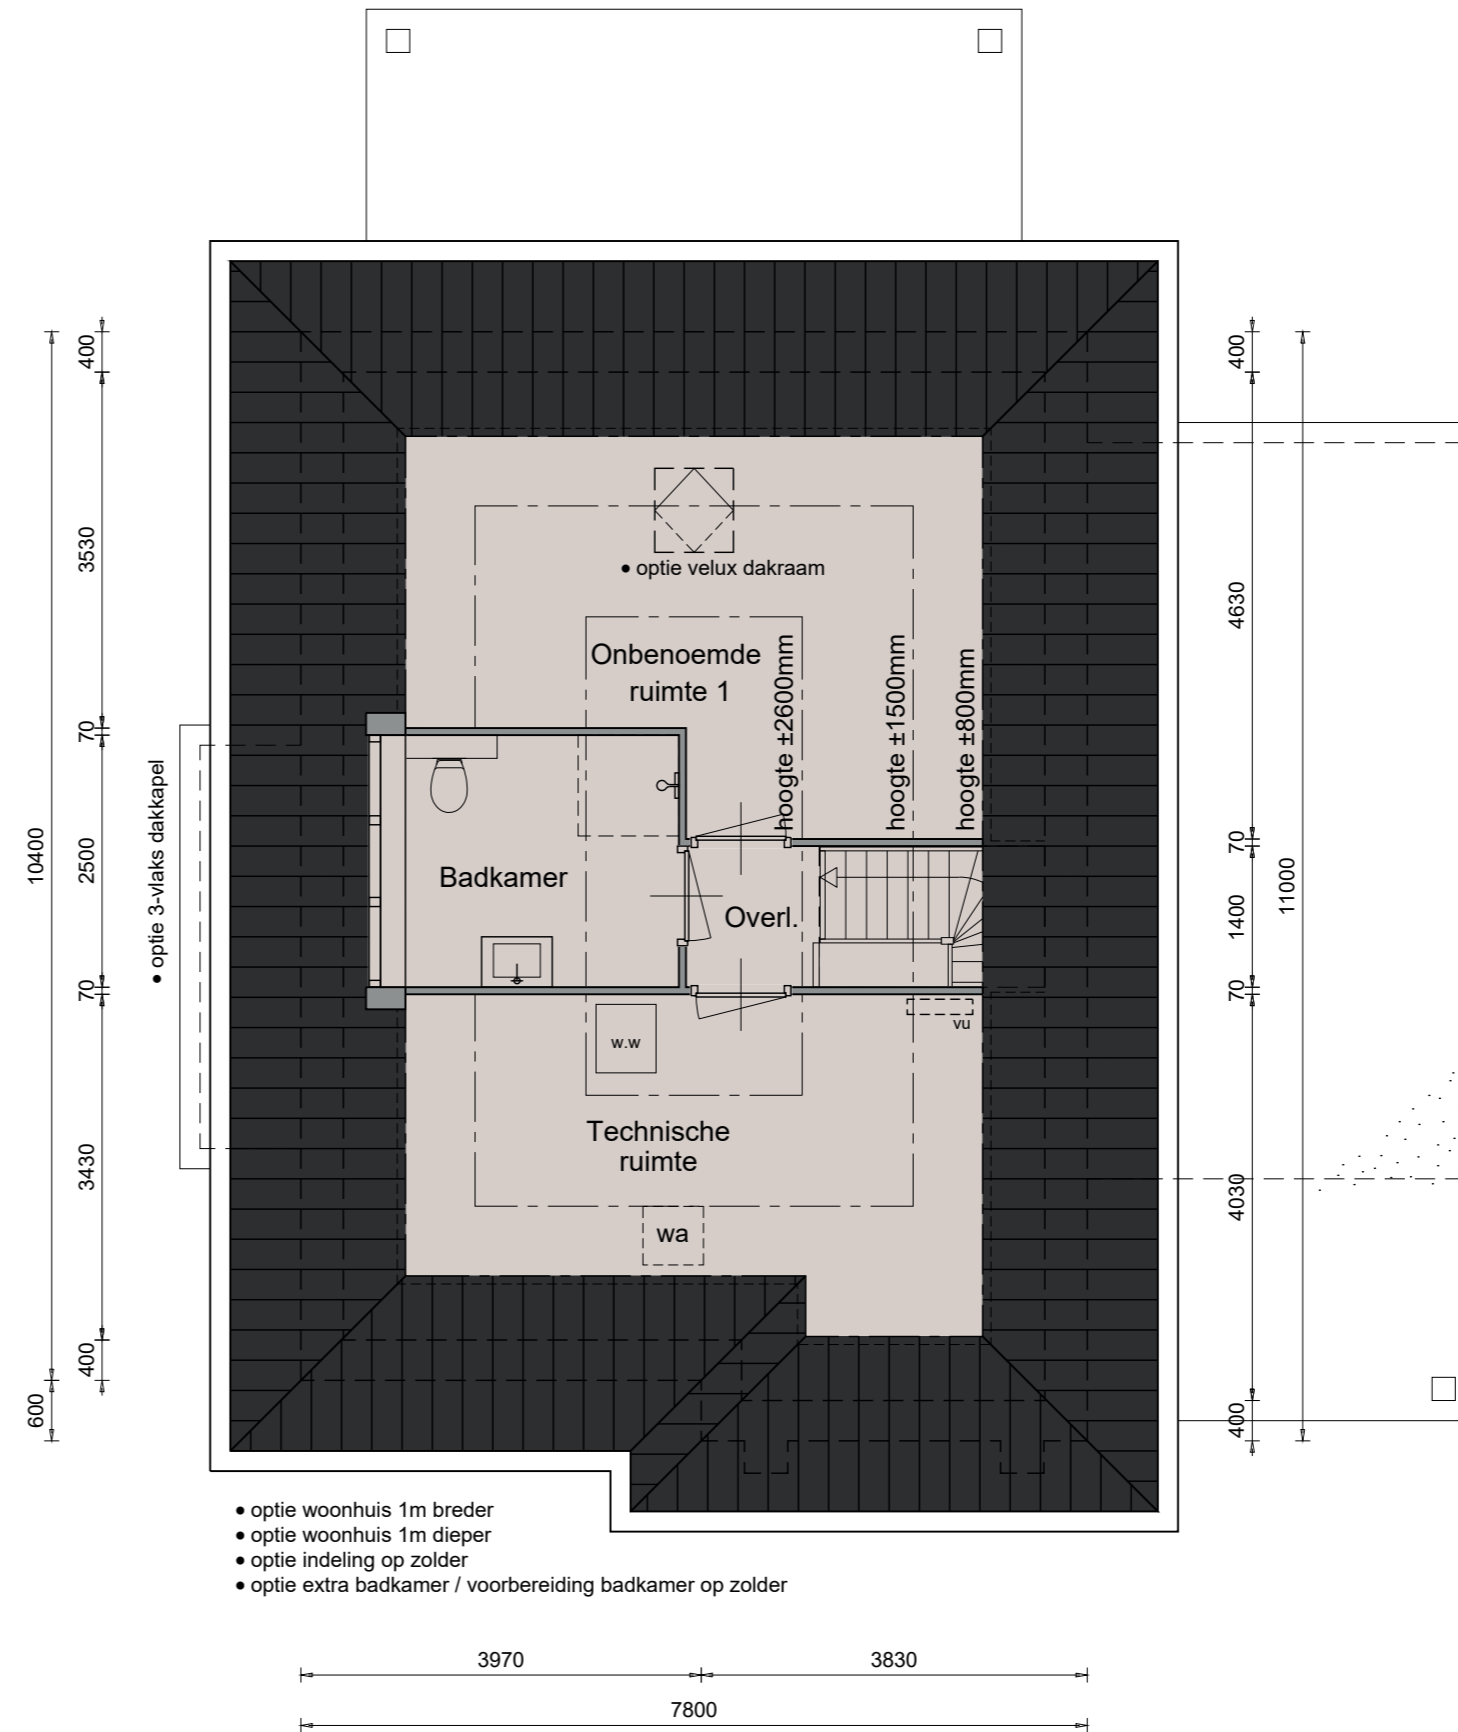 400
3530
70
2500
70
3430
400
10400
600
• optie 3-vlaks dakkapel
• optie velux dakraam
Onbenoemde
ruimte 1
hoogte ±2600mm
hoogte ±1500mm
hoogte ±800mm
Badkamer
Overl.
w.w
vu
Technische
ruimte
wa
400
4630
70
1400
70
4030
400
11000
• optie woonhuis 1m breder
• optie woonhuis 1m dieper
• optie indeling op zolder
• optie extra badkamer / voorbereiding badkamer op zolder
3970
3830
7800